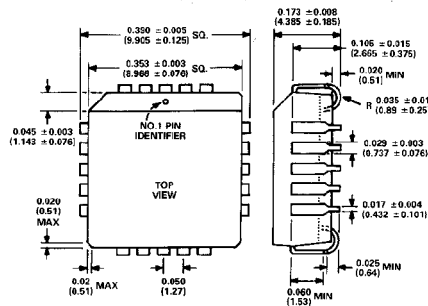 0.390 ± 0.005 SQ.
(9.905 ± 0.125)
0.353 ± 0.003 SQ.
(8.966 ± 0.076)
0.173 ± 0.008
(4.385 ± 0.185)
0.105 ± 0.015
(2.665 ± 0.375)
0.020 MIN
(0.51)
R 0.035 ± 0.01
(0.89 ± 0.25
0.045 ± 0.003
(1.143 ± 0.076)
NO.1 PIN
IDENTIFIER
0.029 ± 0.003
(0.737 ± 0.076)
TOP
VIEW
0.017 ± 0.004
(0.432 ± 0.101)
0.020
(0.51)
MAX
0.02 MAX
(0.51)
0.050
(1.27)
0.060
(1.53) MIN
0.025 MIN
(0.64)